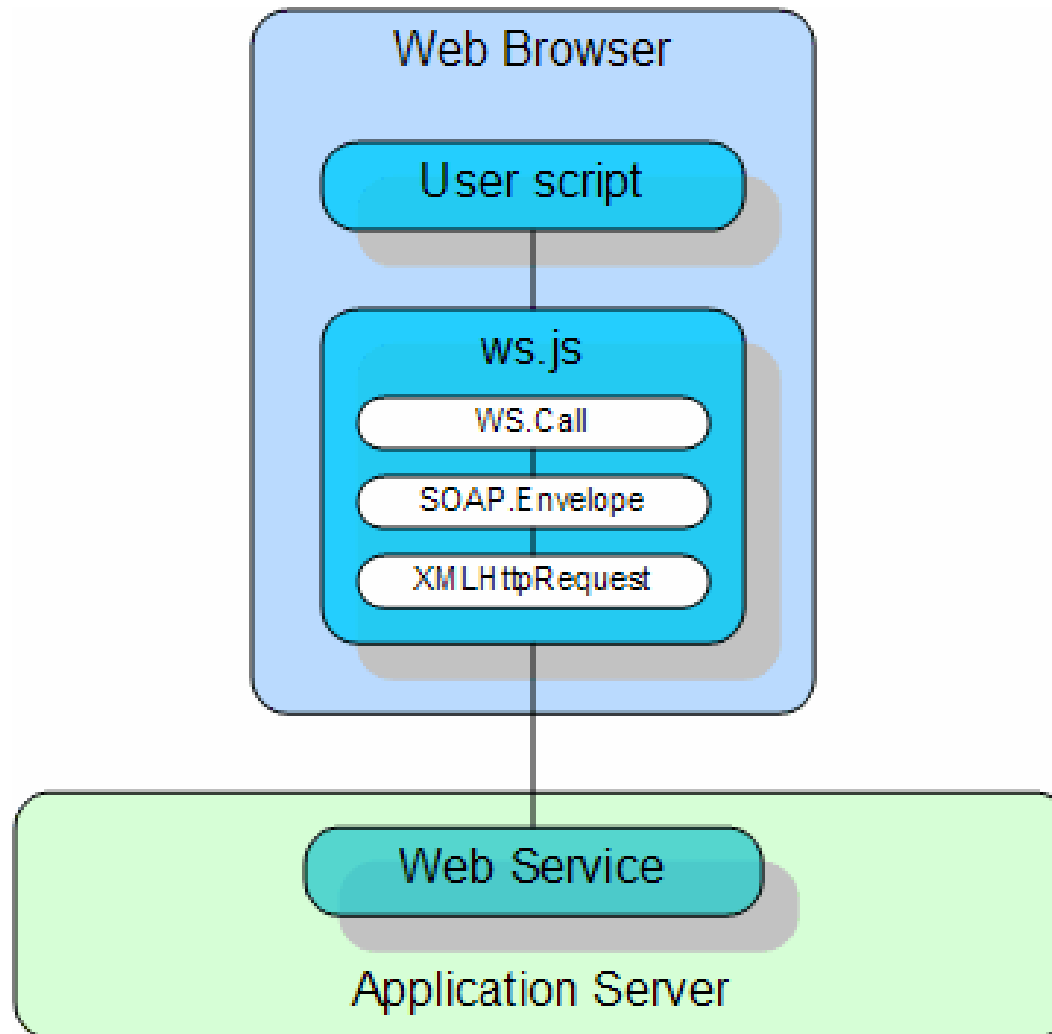 Web Browser
User script
ws.js
WS.Call
SOAP.Envelope
XMLHttpRequest
Web Service
Application Server